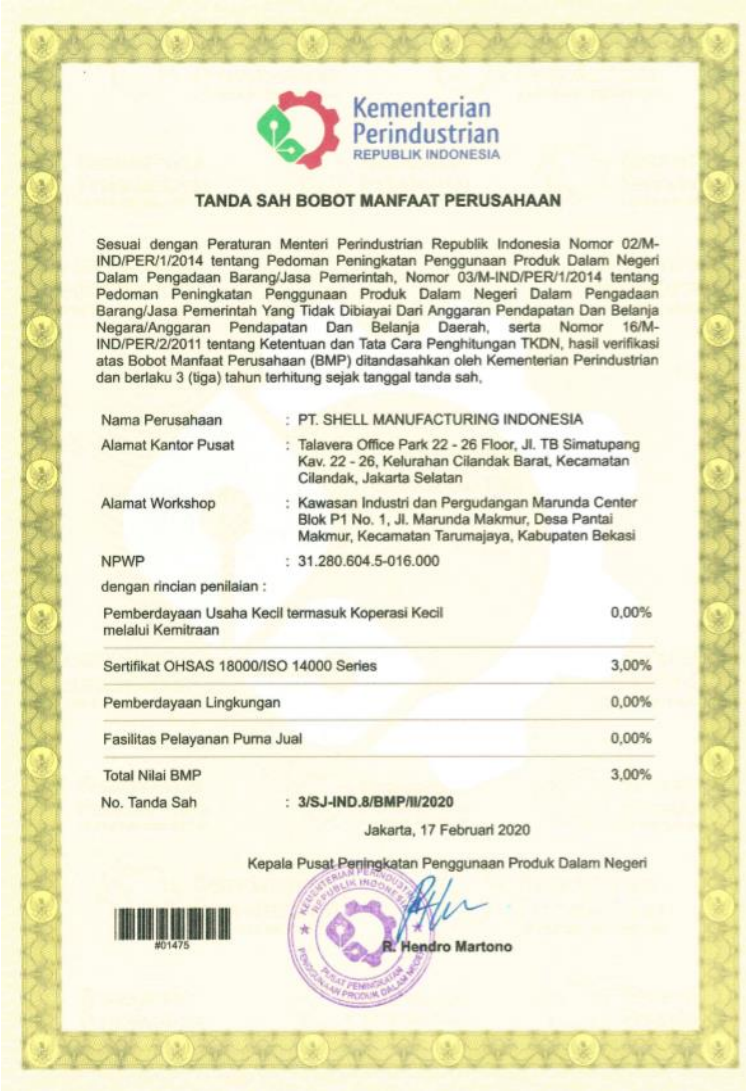 Kementerian
Perindustrian
REPUBLIK INDONESIA
TANDA SAH BOBOT MANFAAT PERUSAHAAN
Sesuai dengan Peraturan Menteri Perindustrian Republik Indonesia Nomor 02/M-
IND/PER/1/2014 tentang Pedoman Peningkatan Penggunaan Produk Dalam Negeri
Dalam Pengadaan Barang/Jasa Pemerintah, Nomor 03/M-IND/PER/1/2014 tentang
Pedoman Peningkatan Penggunaan Produk Dalam Negeri Dalam Pengadaan
Barang/Jasa Pemerintah Yang Tidak Dibiayai Dari Anggaran Pendapatan Dan Belanja
Negara/Anggaran Pendapatan Dan Belanja Daerah, serta Nomor 16/M-
IND/PER/2/2011 tentang Ketentuan dan Tata Cara Penghitungan TKDN, hasil verifikasi
atas Bobot Manfaat Perusahaan (BMP) ditandasahkan oleh Kementerian Perindustrian
dan berlaku 3 (tiga) tahun terhitung sejak tanggal tanda sah,
Nama Perusahaan : PT. SHELL MANUFACTURING INDONESIA
Alamat Kantor Pusat : Talavera Office Park 22 - 26 Floor, Jl. TB Simatupang
Kav. 22 - 26, Kelurahan Cilandak Barat, Kecamatan
Cilandak, Jakarta Selatan
Alamat Workshop : Kawasan Industri dan Pergudangan Marunda Center
Blok P1 No. 1, Jl. Marunda Makmur, Desa Pantai
Makmur, Kecamatan Tarumajaya, Kabupaten Bekasi
NPWP : 31.280.604.5-016.000
dengan rincian penilaian :
Pemberdayaan Usaha Kecil termasuk Koperasi Kecil 0,00%
melalui Kemitraan
Sertifikat OHSAS 18000/ISO 14000 Series 3,00%
Pemberdayaan Lingkungan 0,00%
Fasilitas Pelayanan Purna Jual 0,00%
Total Nilai BMP 3,00%
No. Tanda Sah : 3/SJ-IND.8/BMP/II/2020
Jakarta, 17 Februari 2020
Kepala Pusat Peningkatan Penggunaan Produk Dalam Negeri
KEMENTERIAN PERINDUSTRIAN
REPUBLIK INDONESIA
PUSAT PENINGKATAN
PENGGUNAAN PRODUK DALAM NEGERI
#01475
R. Hendro Martono